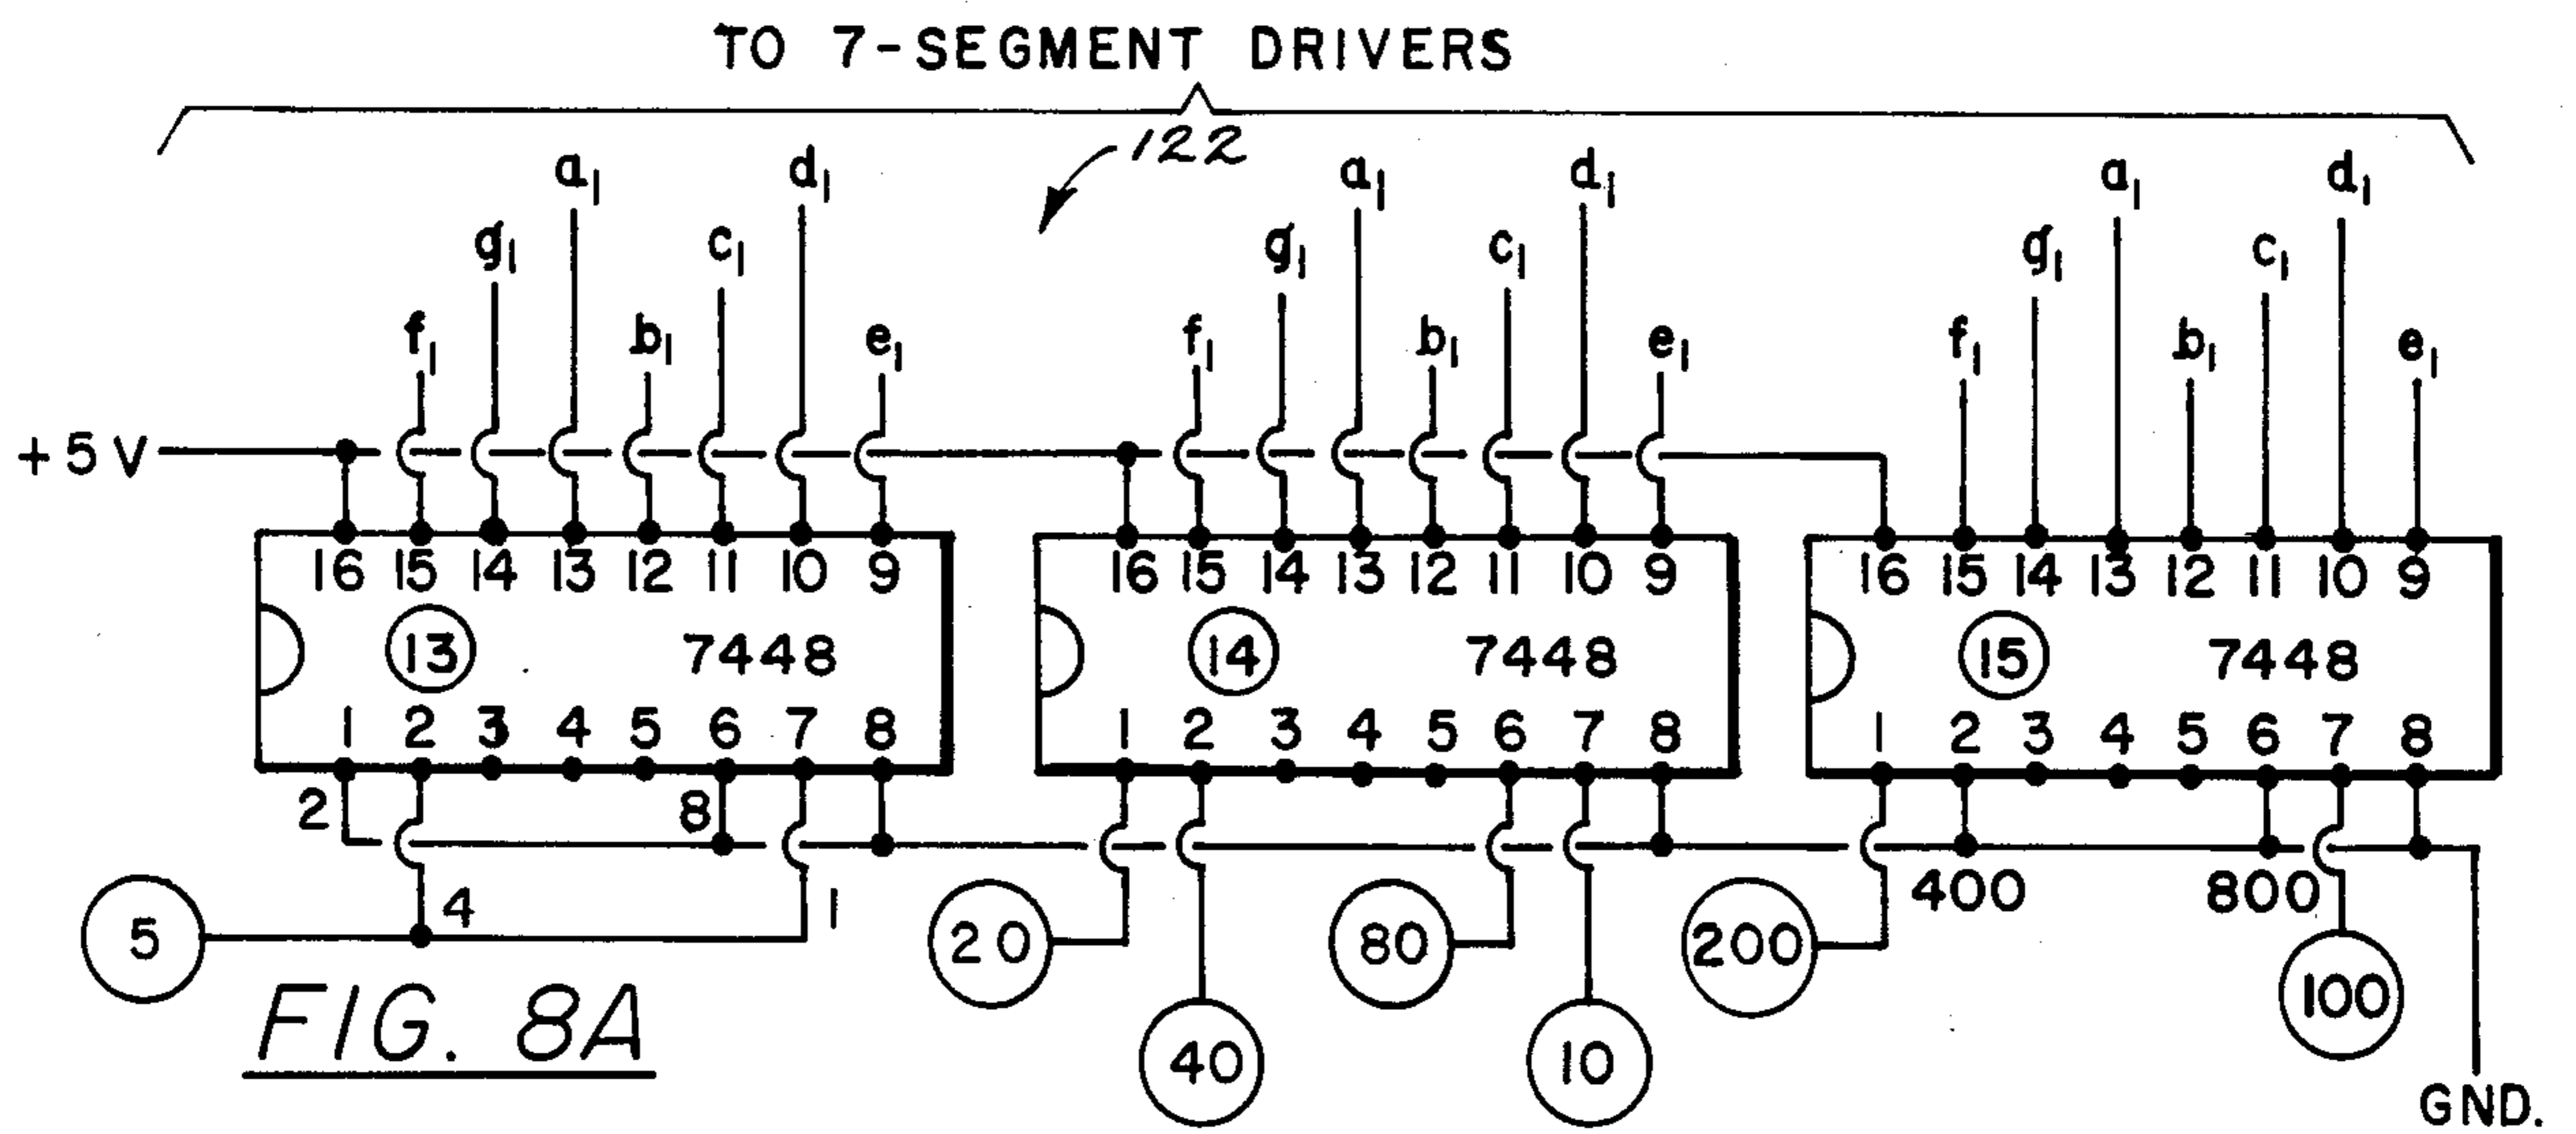 TO 7-SEGMENT DRIVERS
122
a1 d1 a1 d1 a1 d1
g1 c1 g1 c1 g1 c1
f1 b1 e1 f1 b1 e1 f1 b1 e1
+5V
16 15 14 13 12 11 10 9 16 15 14 13 12 11 10 9 16 15 14 13 12 11 10 9
13 7448 14 7448 15 7448
1 2 3 4 5 6 7 8 1 2 3 4 5 6 7 8 1 2 3 4 5 6 7 8
2 8
400 800
4 1
5 20 80 200
100
40 10
FIG. 8A
GND.